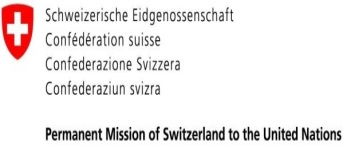 Schweizerische Eidgenossenschaft
Confédération suisse
Confederazione Svizzera
Confederaziun svizra
Permanent Mission of Switzerland to the United Nations